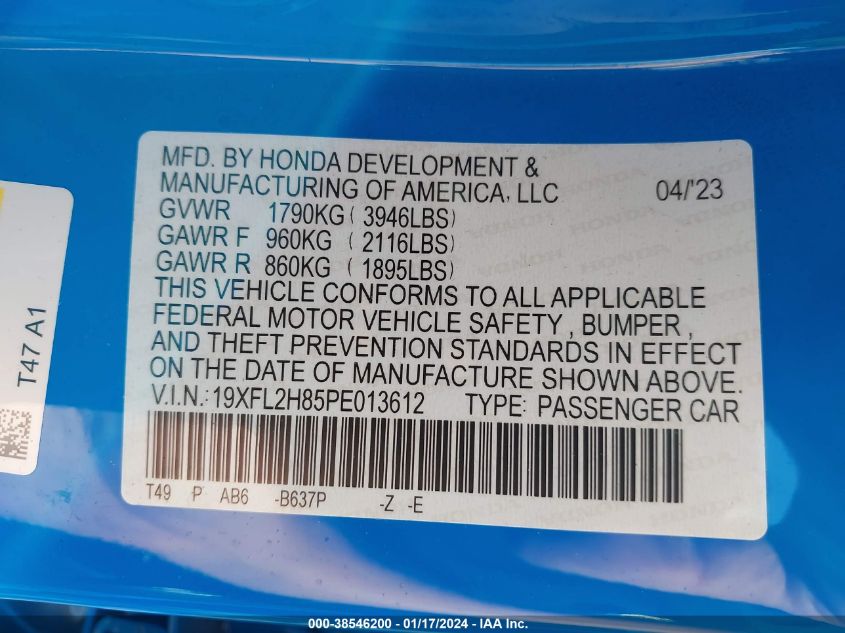 MFD. BY HONDA DEVELOPMENT &
MANUFACTURING OF AMERICA, LLC 04/'23
GVWR 1790KG ( 3946LBS)
GAWR F 960KG ( 2116LBS)
GAWR R 860KG ( 1895LBS)
THIS VEHICLE CONFORMS TO ALL APPLICABLE
FEDERAL MOTOR VEHICLE SAFETY , BUMPER ,
AND THEFT PREVENTION STANDARDS IN EFFECT
ON THE DATE OF MANUFACTURE SHOWN ABOVE.
V.I.N.: 19XFL2H85PE013612 TYPE: PASSENGER CAR
T49 P AB6 -B637P -Z -E
T47 A1
000-38546200 - 01/17/2024 - IAA Inc.